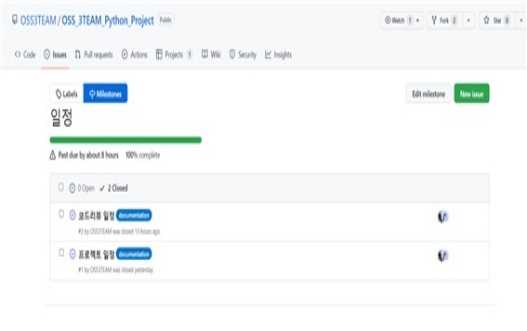 OSS3TEAM / OSS_3TEAM_Python_Project Public
Watch 1 Fork 2 Star 0
Code Issues Pull requests Actions Projects 1 Wiki Security Insights
Labels Milestones Edit milestone New issue
일정
Past due by about 8 hours 100% complete
0 Open 2 Closed
코드리뷰 일정 documentation
#2 by OSS3TEAM was closed 13 hours ago
프로젝트 일정 documentation
#1 by OSS3TEAM was closed yesterday